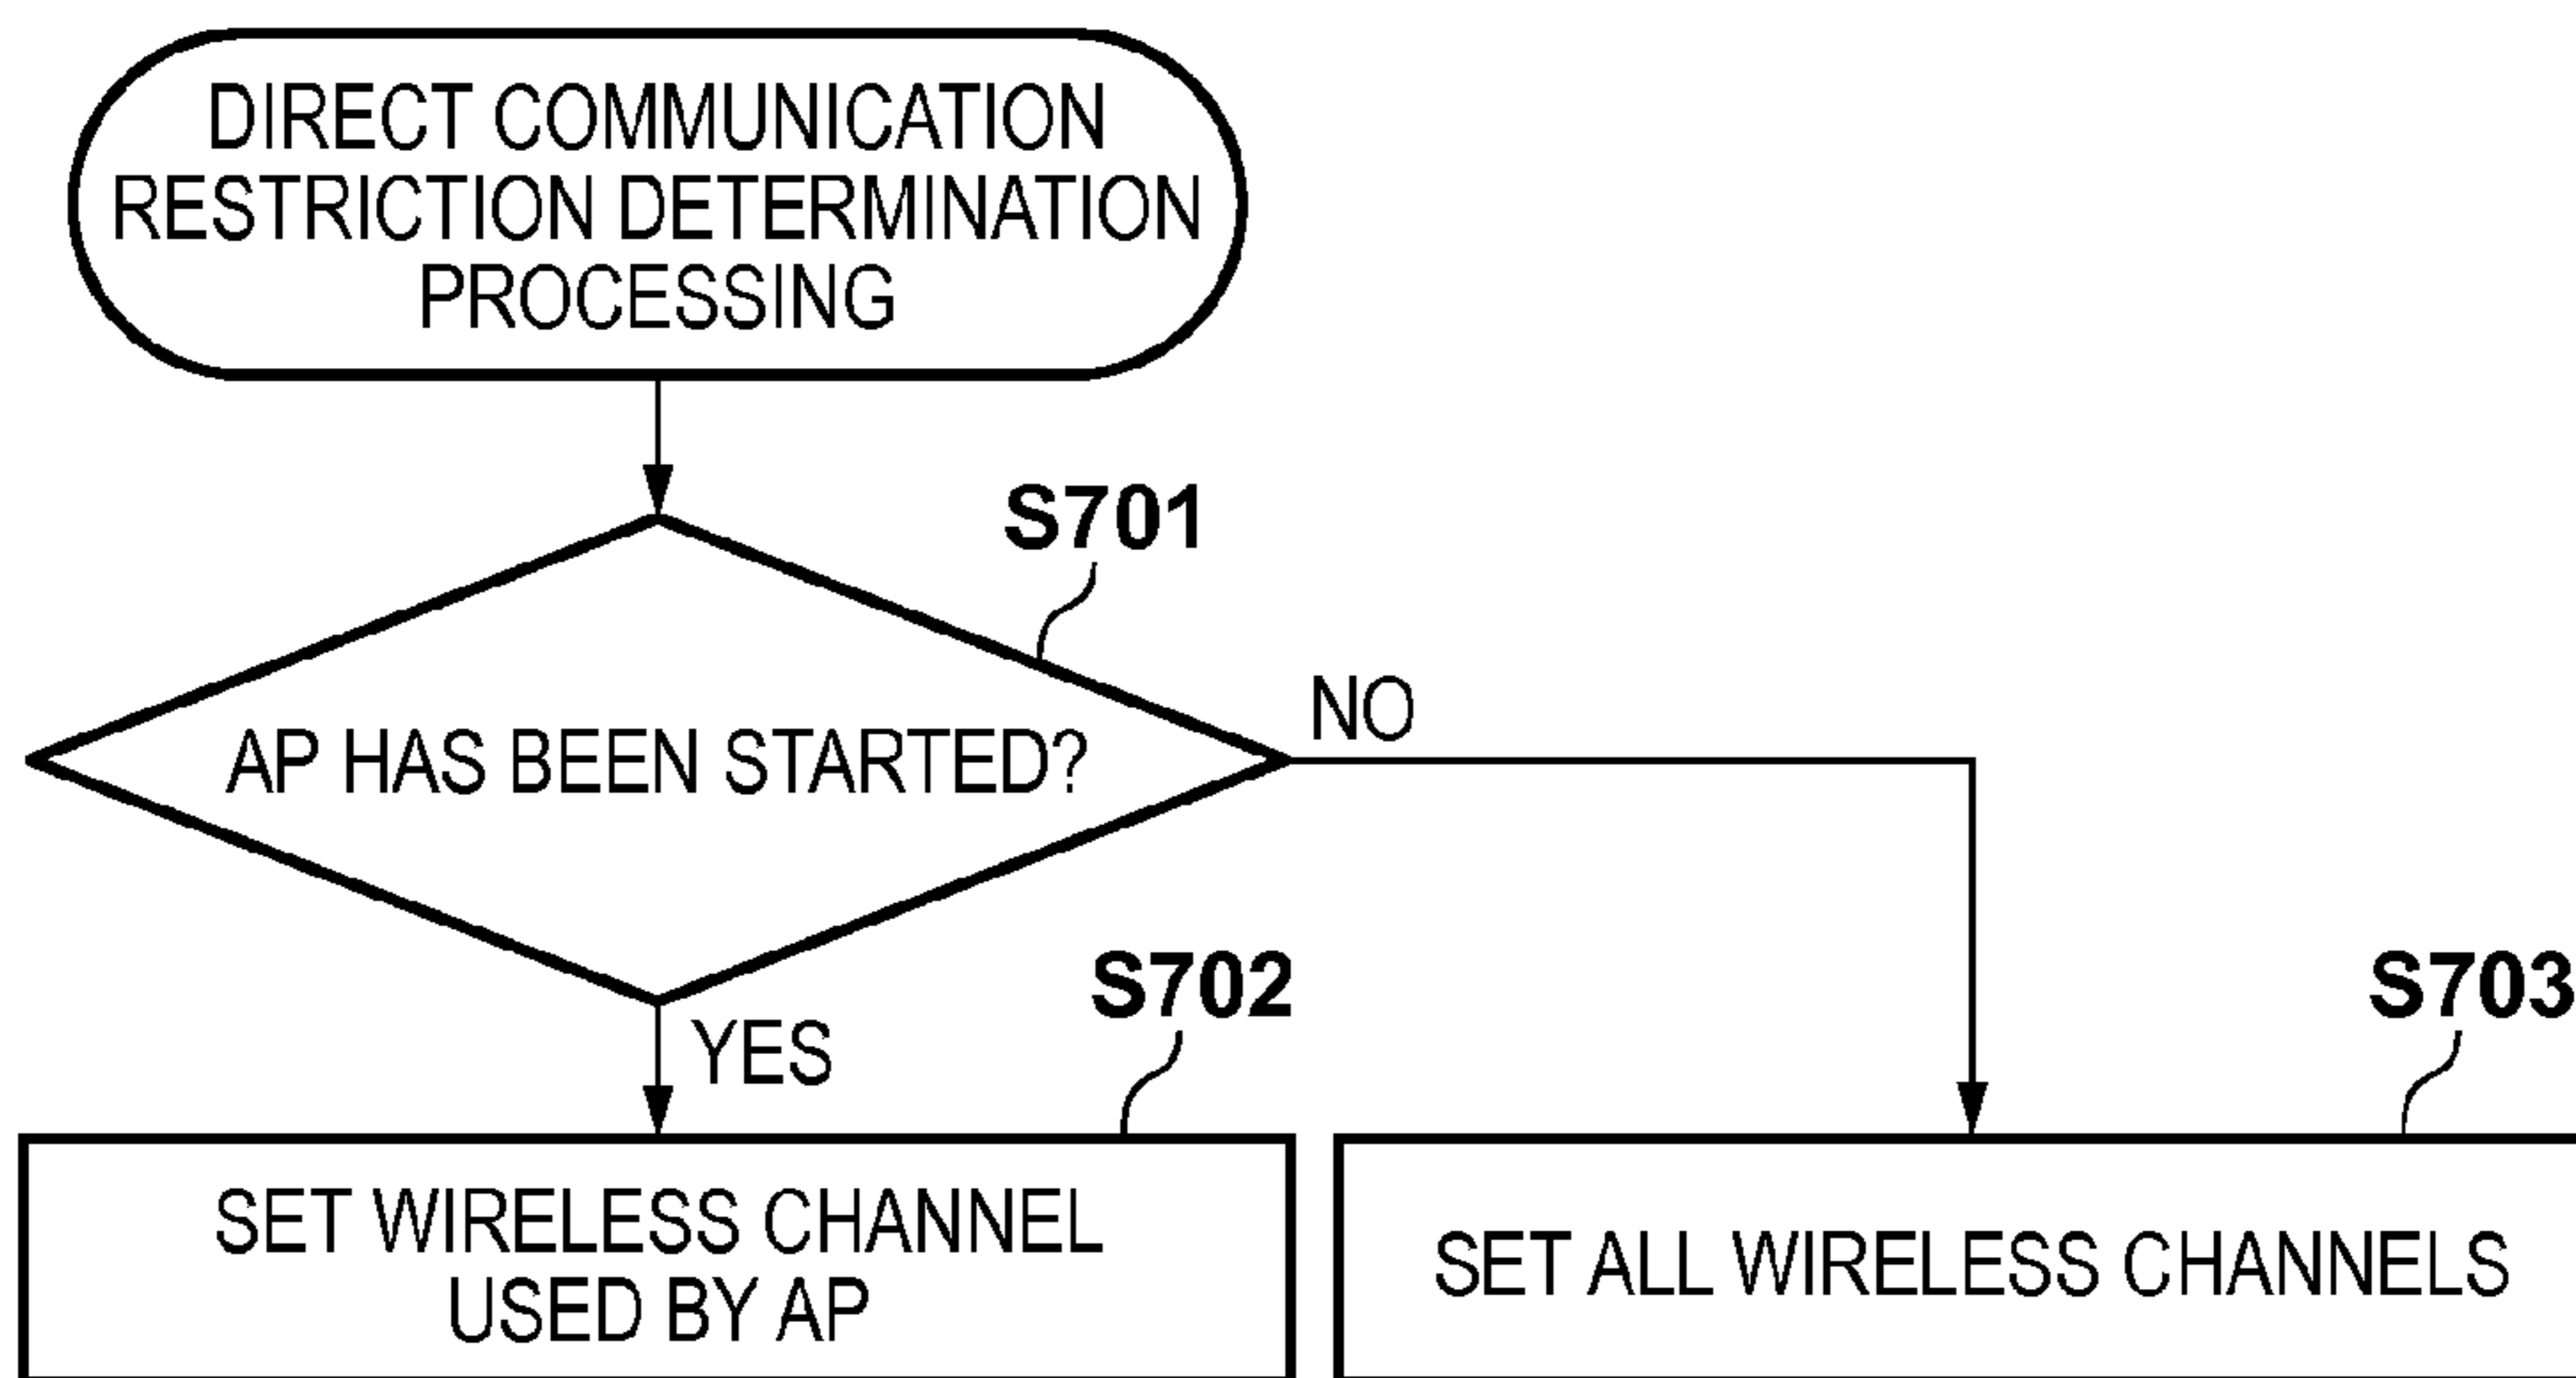 DIRECT COMMUNICATION
RESTRICTION DETERMINATION
PROCESSING
S701
AP HAS BEEN STARTED?
NO
YES
S702
SET WIRELESS CHANNEL
USED BY AP
S703
SET ALL WIRELESS CHANNELS